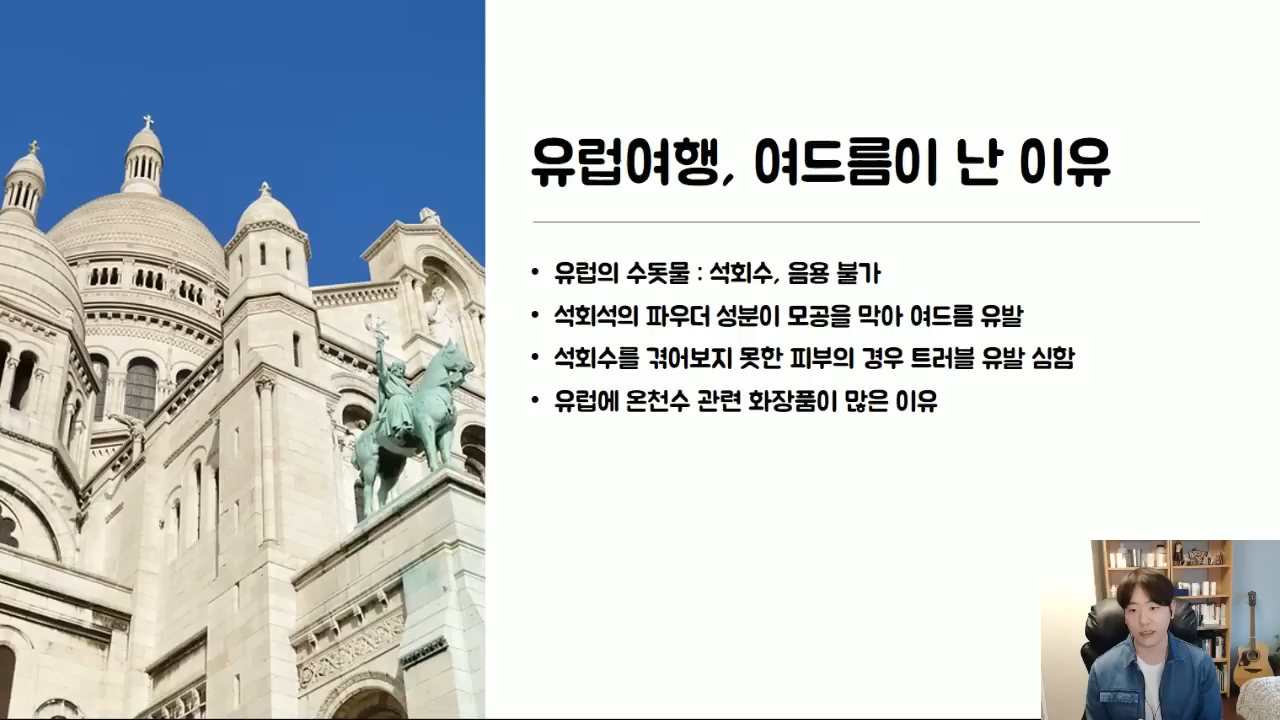 유럽여행, 여드름이 난 이유
• 유럽의 수돗물 : 석회수, 음용 불가
• 석회석의 파우더 성분이 모공을 막아 여드름 유발
• 석회수를 겪어보지 못한 피부의 경우 트러블 유발 심함
• 유럽에 온천수 관련 화장품이 많은 이유